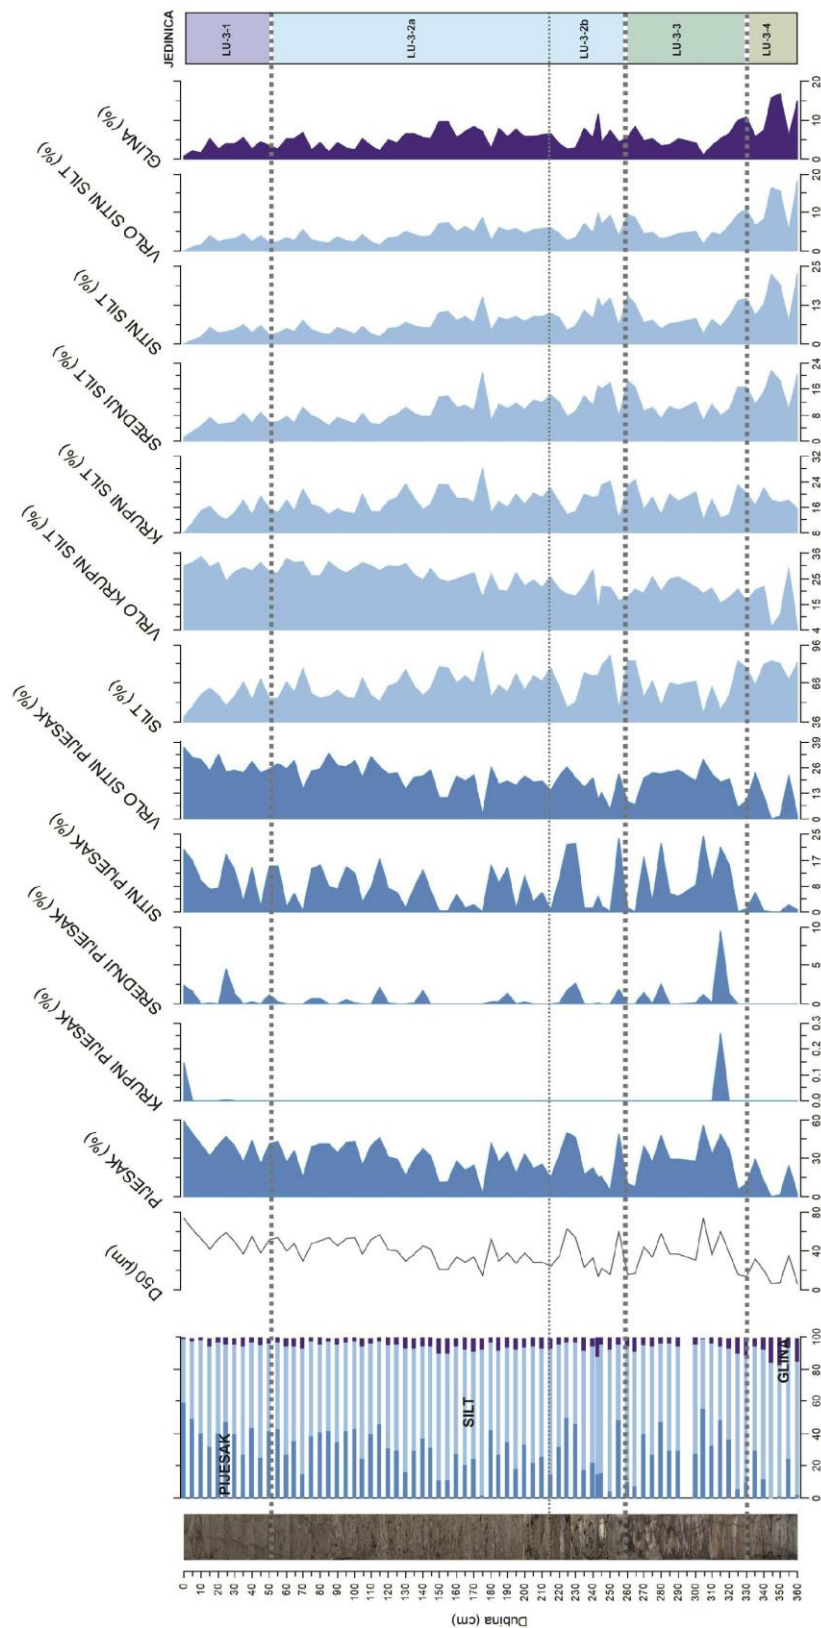 D50 (μm)
PIJESAK (%)
KRUPNI PIJESAK (%)
SREDNJI PIJESAK (%)
SITNI PIJESAK (%)
VRLO SITNI PIJESAK (%)
SILT (%)
VRLO KRUPNI SILT (%)
KRUPNI SILT (%)
SREDNJI SILT (%)
SITNI SILT (%)
VRLO SITNI SILT (%)
GLINA (%)
JEDINICA
Dubina (cm)
0
10
20
30
40
50
60
70
80
90
100
110
120
130
140
150
160
170
180
190
200
210
220
230
240
250
260
270
280
290
300
310
320
330
340
350
360
PIJESAK
SILT
GLINA
LU-3-1
LU-3-2a
LU-3-2b
LU-3-3
LU-3-4
0 20 40 60 80 100
0 40 80
0 30 60
0.0 0.1 0.2 0.3
0 5 10
0 8 17 25
0 13 26 39
36 66 96
4 15 25 36
8 16 24 32
0 8 16 24
0 13 25
0 10 20
0 10 20